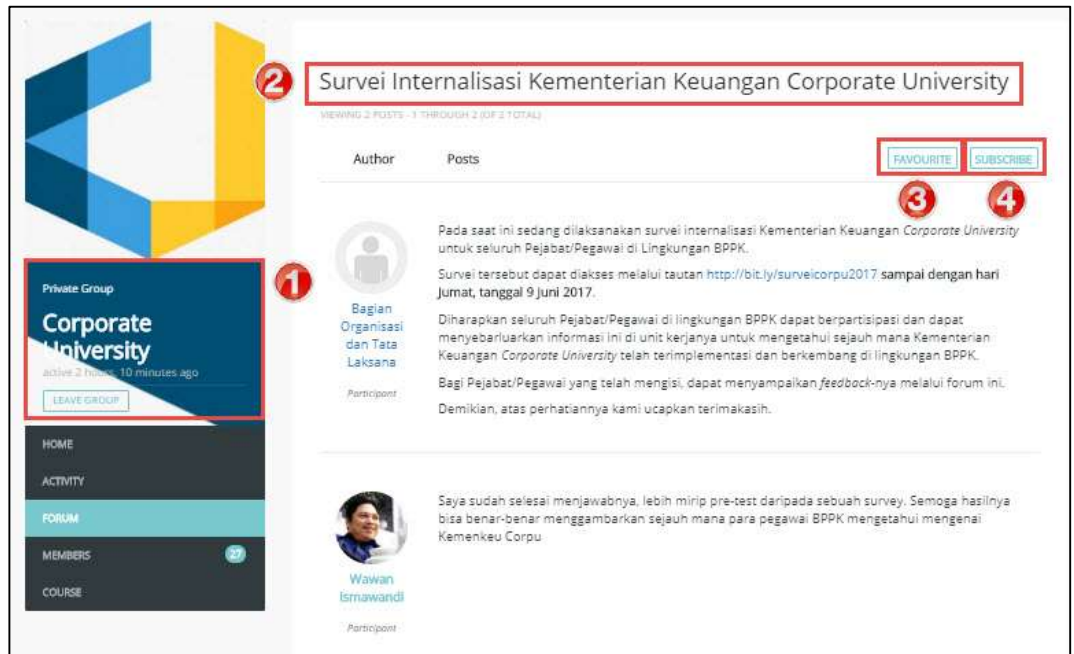 2
Survei Internalisasi Kementerian Keuangan Corporate University
VIEWING 2 POSTS - 1 THROUGH 2 (OF 2 TOTAL)
Author Posts FAVOURITE SUBSCRIBE
3 4
Pada saat ini sedang dilaksanakan survei internalisasi Kementerian Keuangan Corporate University
untuk seluruh Pejabat/Pegawai di Lingkungan BPPK.
Survei tersebut dapat diakses melalui tautan http://bit.ly/surveicorpu2017 sampai dengan hari
Jumat, tanggal 9 Juni 2017.
Diharapkan seluruh Pejabat/Pegawai di lingkungan BPPK dapat berpartisipasi dan dapat
menyebarluarkan informasi ini di unit kerjanya untuk mengetahui sejauh mana Kementerian
Keuangan Corporate University telah terimplementasi dan berkembang di lingkungan BPPK.
Bagi Pejabat/Pegawai yang telah mengisi, dapat menyampaikan feedback-nya melalui forum ini.
Demikian, atas perhatiannya kami ucapkan terimakasih.
Bagian
Organisasi
dan Tata
Laksana
Participant
1
Private Group
Corporate
University
active 2 hours, 10 minutes ago
LEAVE GROUP
HOME
ACTIVITY
FORUM
MEMBERS 27
COURSE
Saya sudah selesai menjawabnya, lebih mirip pre-test daripada sebuah survey. Semoga hasilnya
bisa benar-benar menggambarkan sejauh mana para pegawai BPPK mengetahui mengenai
Kemenkeu Corpu
Wawan
Ismawandi
Participant